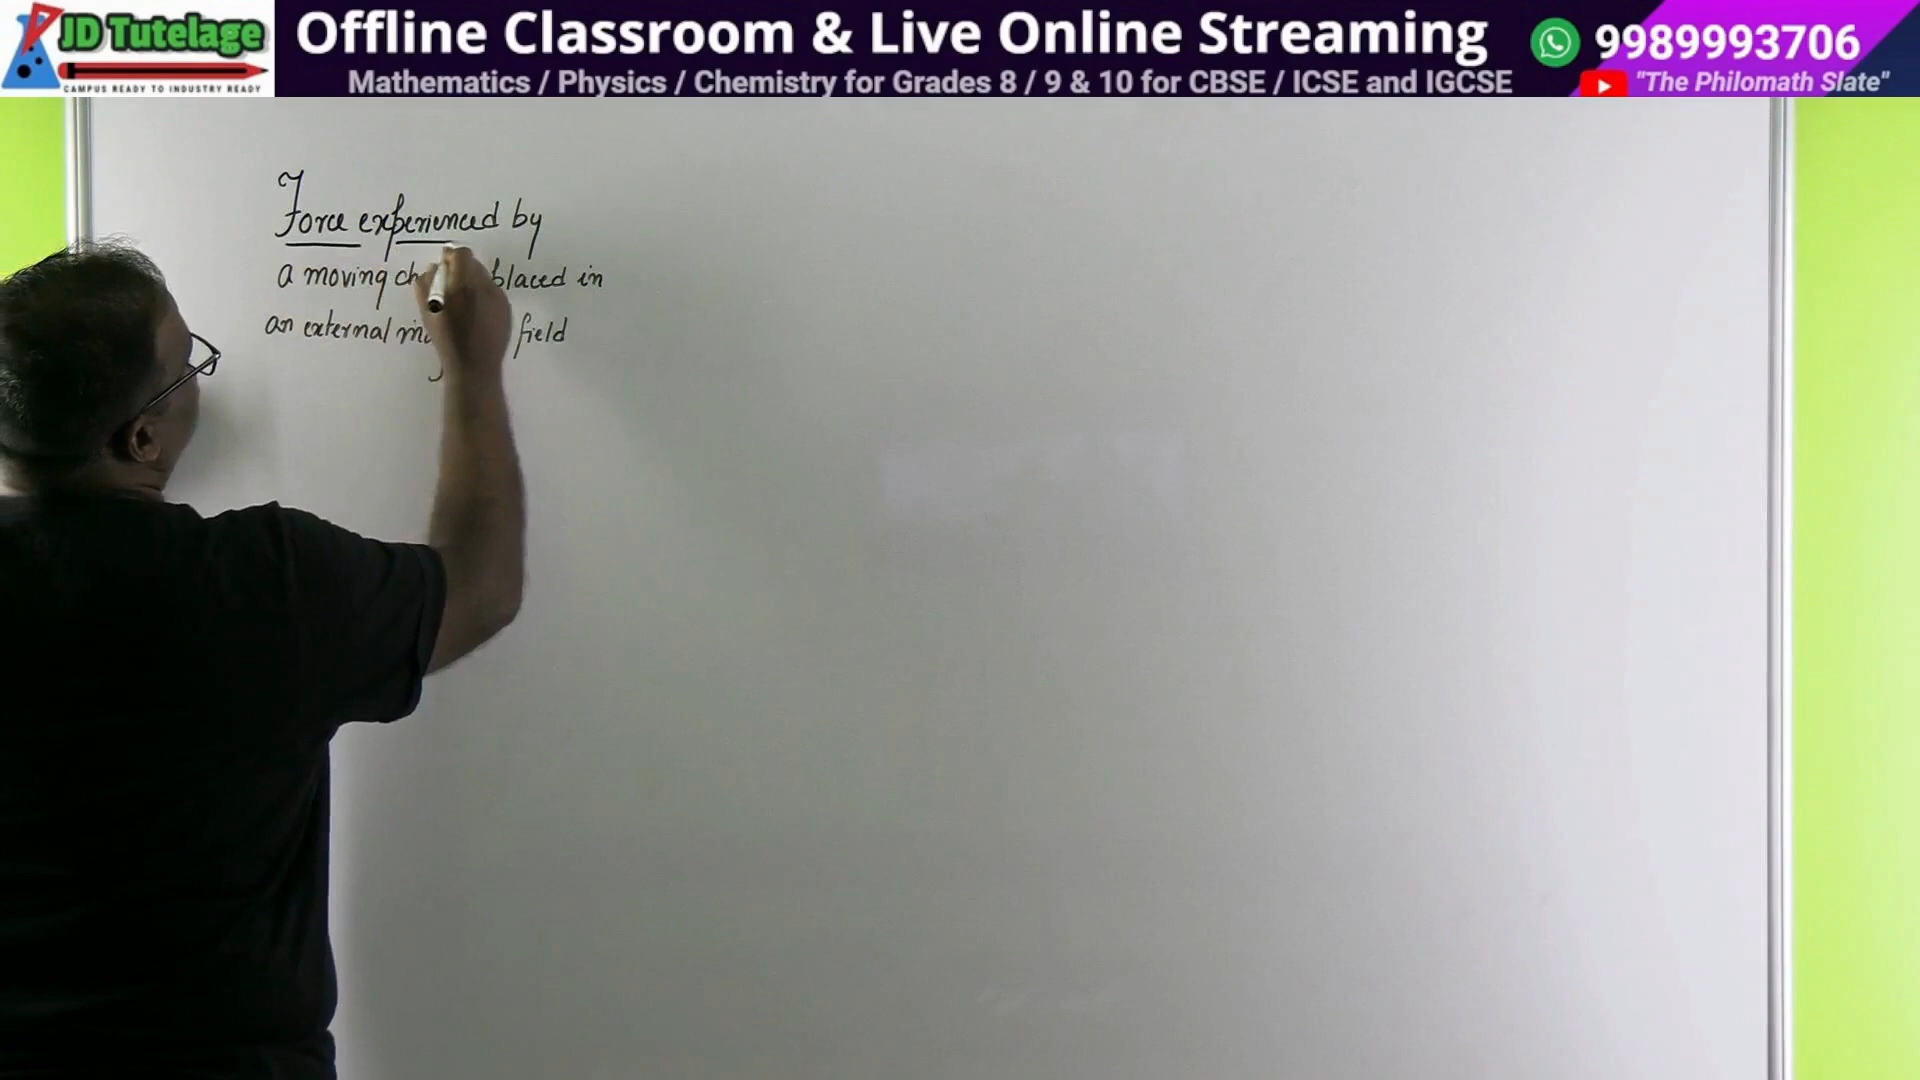 JD Tutelage
CAMPUS READY TO INDUSTRY READY
Offline Classroom & Live Online Streaming
Mathematics / Physics / Chemistry for Grades 8 / 9 & 10 for CBSE / ICSE and IGCSE
9989993706
"The Philomath Slate"
Force experienced by
a moving placed in
an external field